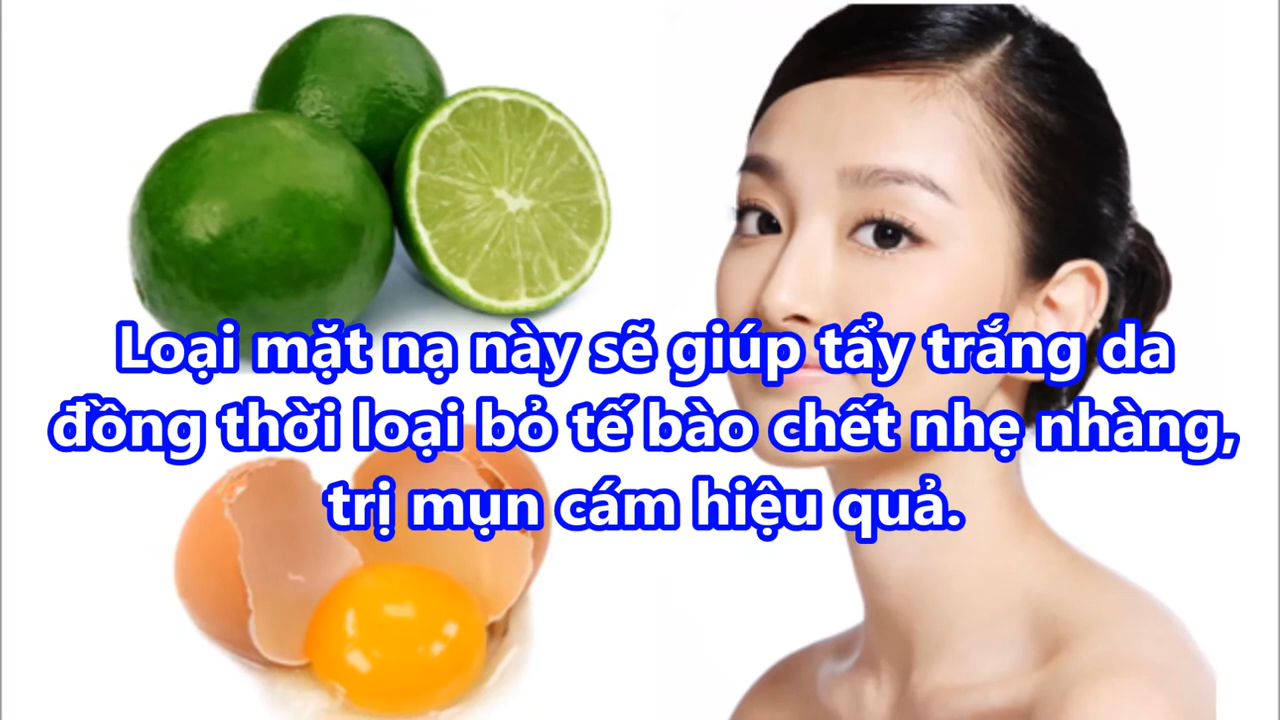 Loại mặt nạ này sẽ giúp tẩy trắng da
đồng thời loại bỏ tế bào chết nhẹ nhàng,
trị mụn cám hiệu quả.